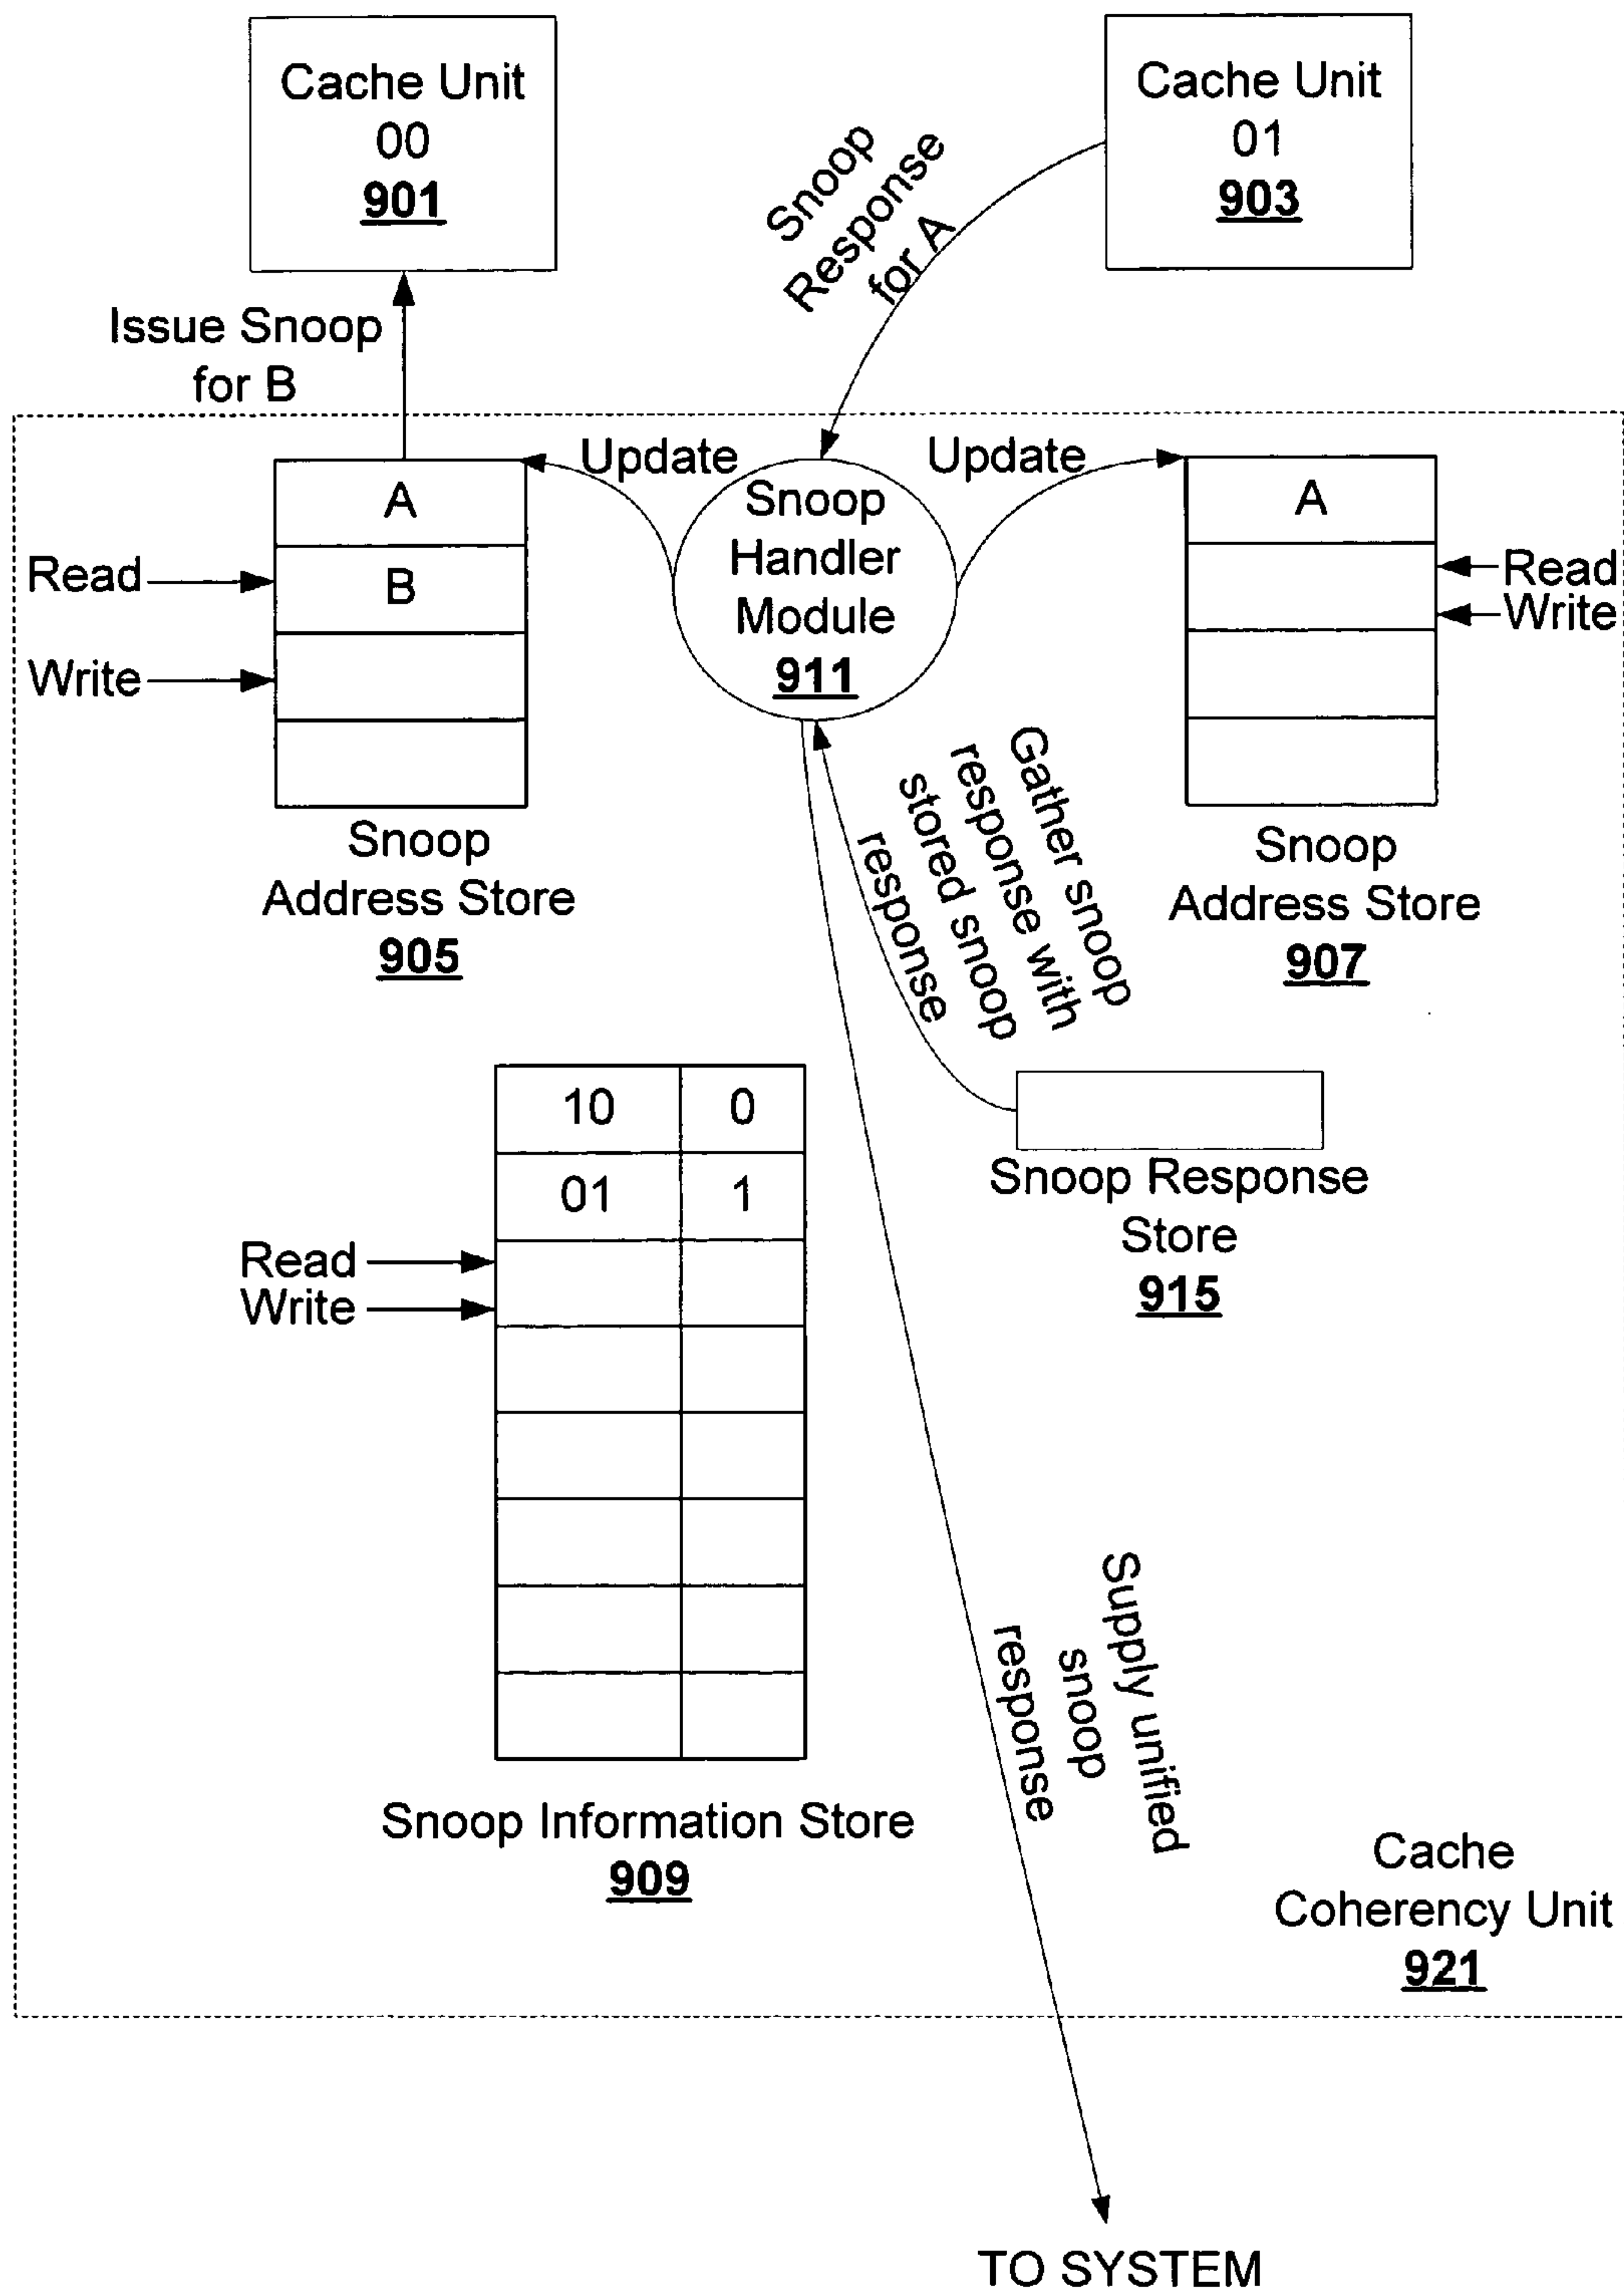 Cache Unit
00
901
Cache Unit
01
903
Snoop
Response
for A
Issue Snoop
for B
Update
Update
A
B
Read
Write
Snoop
Handler
Module
911
A
Read
Write
Snoop
Address Store
905
Gather snoop
response with
stored snoop
response
Snoop
Address Store
907
10
0
01
1
Read
Write
Snoop Response
Store
915
Supply unified
snoop
response
Snoop Information Store
909
Cache
Coherency Unit
921
TO SYSTEM